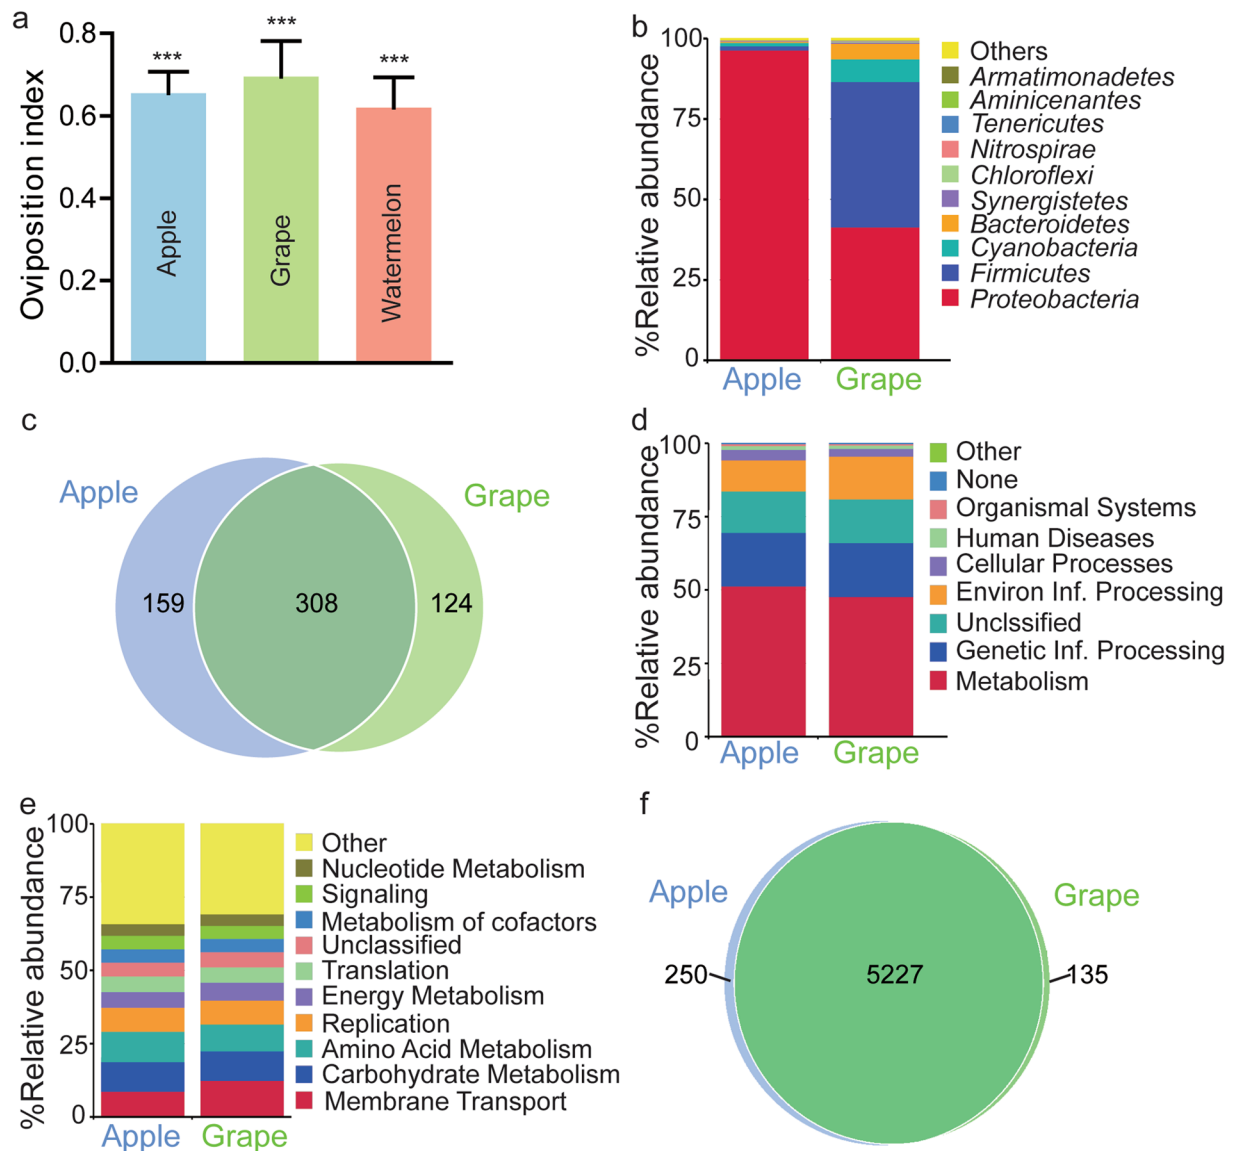 a
Oviposition index
0.8
0.6
0.4
0.2
0.0
***
***
***
Apple
Grape
Watermelon
b
%Relative abundance
100
75
50
25
0
Apple
Grape
Others
Armatimonadetes
Aminicenantes
Tenericutes
Nitrospirae
Chloroflexi
Synergistetes
Bacteroidetes
Cyanobacteria
Firmicutes
Proteobacteria
c
Apple
Grape
159
308
124
d
%Relative abundance
100
75
50
25
0
Apple
Grape
Other
None
Organismal Systems
Human Diseases
Cellular Processes
Environ Inf. Processing
Unclssified
Genetic Inf. Processing
Metabolism
e
%Relative abundance
100
75
50
25
0
Apple
Grape
Other
Nucleotide Metabolism
Signaling
Metabolism of cofactors
Unclassified
Translation
Energy Metabolism
Replication
Amino Acid Metabolism
Carbohydrate Metabolism
Membrane Transport
f
Apple
Grape
250
5227
135